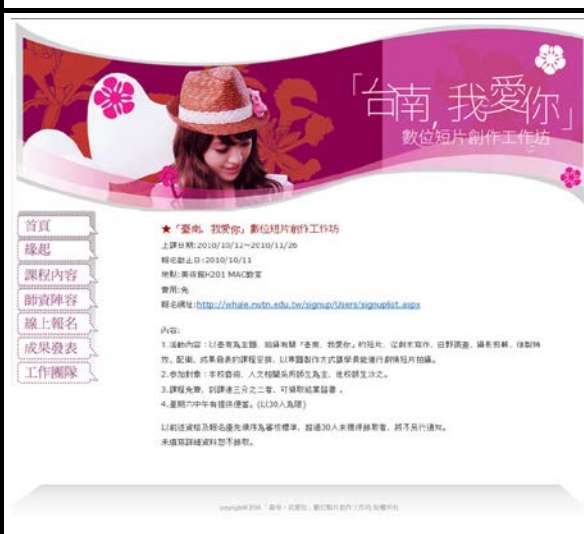 「台南，我愛你」
數位短片創作工作坊
首頁
緣起
課程內容
師資陣容
線上報名
成果發表
工作團隊
★「臺南，我愛你」數位短片創作工作坊
上課日期:2010/10/12~2010/11/26
報名截止日:2010/10/11
地點:美術館H201 MAC教室
費用:免
報名網址:http://whale.nutn.edu.tw/signup/Users/signuplist.aspx
內容:
1.活動內容：以臺南為主題，拍攝有關「臺南，我愛你」的短片，從劇本寫作、田野調查、攝影剪輯、後製特
效、配樂、成果發表的課程安排，以專題製作方式讓學員能進行劇情短片拍攝。
2.參加對象：本校藝術、人文相關系所師生為主，他校師生次之。
3.課程免費，到課達三分之二者，可領取結業證書。
4.星期六中午有提供便當。(以30人為限)
以前述資格及報名優先順序為審核標準，超過30人未獲得錄取者，將不另行通知。
未填寫詳細資料恕不錄取。